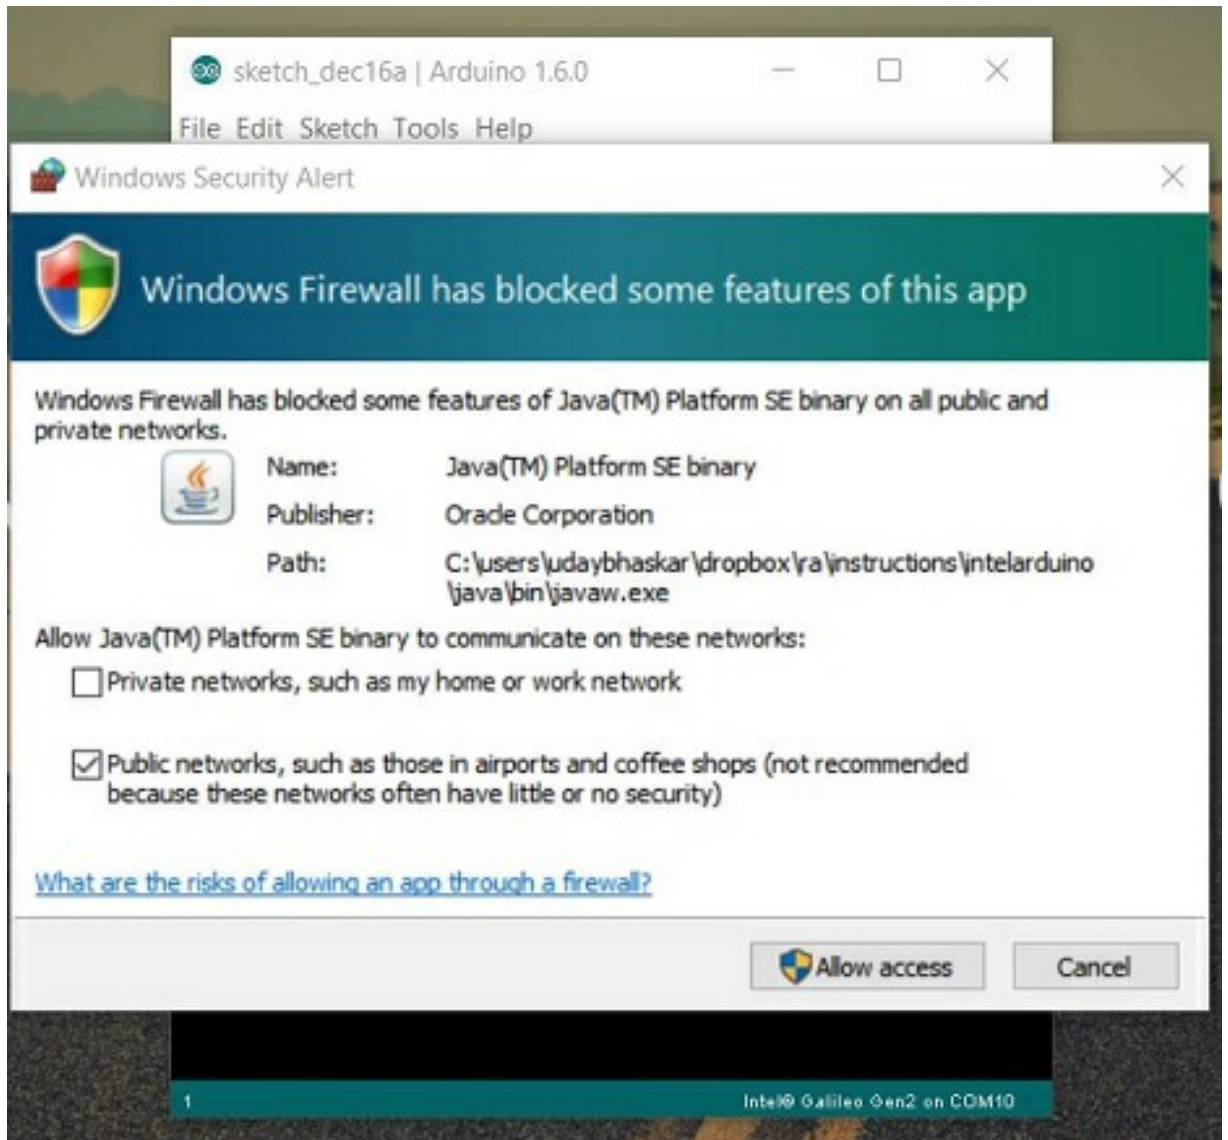 sketch_dec16a | Arduino 1.6.0
File Edit Sketch Tools Help
Windows Security Alert
Windows Firewall has blocked some features of this app
Windows Firewall has blocked some features of Java(TM) Platform SE binary on all public and
private networks.
Name: Java(TM) Platform SE binary
Publisher: Oracle Corporation
Path: C:\users\udaybhaskar\dropbox\ra\instructions\intelarduino
\java\bin\javaw.exe
Allow Java(TM) Platform SE binary to communicate on these networks:
Private networks, such as my home or work network
Public networks, such as those in airports and coffee shops (not recommended
because these networks often have little or no security)
What are the risks of allowing an app through a firewall?
Allow access Cancel
1 Intel® Galileo Gen2 on COM10